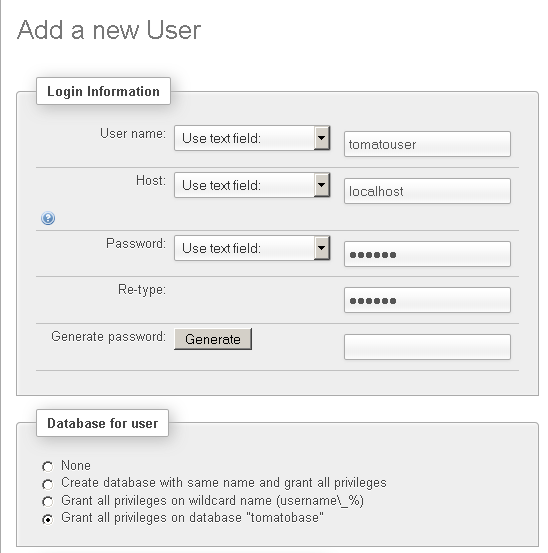 Add a new User
Login Information
User name: Use text field: tomatouser
Host: Use text field: localhost
?
Password: Use text field: ●●●●●●
Re-type: ●●●●●●
Generate password: Generate
Database for user
None
Create database with same name and grant all privileges
Grant all privileges on wildcard name (username\_%)
Grant all privileges on database "tomatobase"